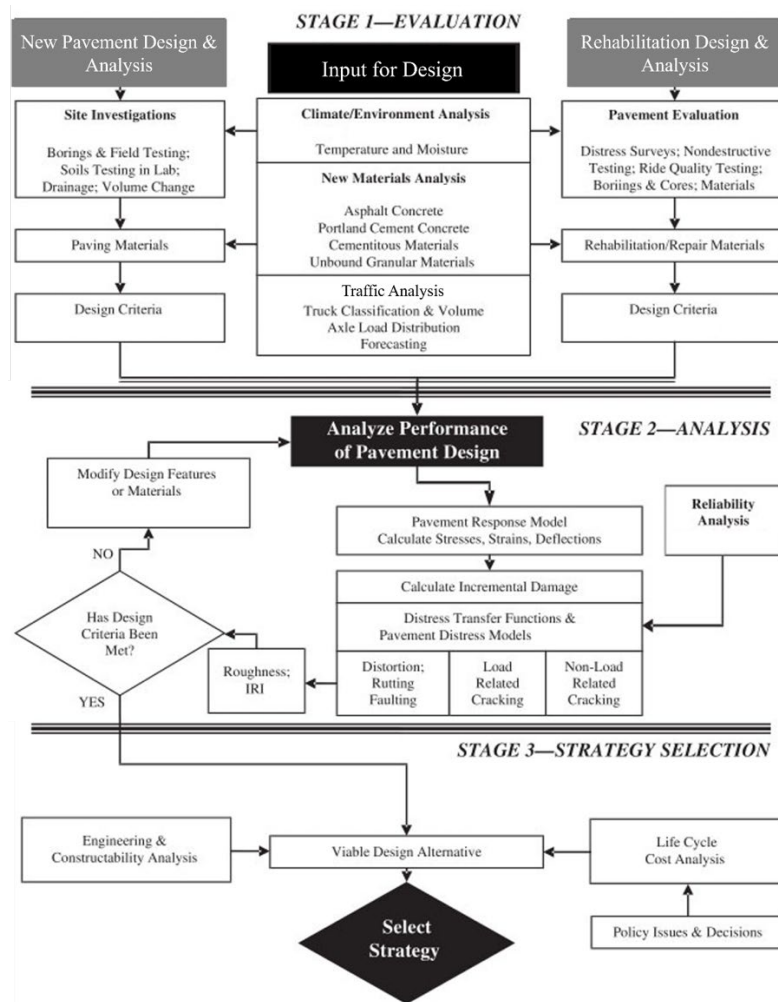 STAGE 1—EVALUATION
New Pavement Design &
Analysis
Input for Design
Rehabilitation Design &
Analysis
Site Investigations
Borings & Field Testing;
Soils Testing in Lab;
Drainage; Volume Change
Climate/Environment Analysis
Temperature and Moisture
Pavement Evaluation
Distress Surveys; Nondestructive
Testing; Ride Quality Testing;
Boriings & Cores; Materials
New Materials Analysis
Asphalt Concrete
Portland Cement Concrete
Cementitous Materials
Unbound Granular Materials
Paving Materials
Rehabilitation/Repair Materials
Traffic Analysis
Truck Classification & Volume
Axle Load Distribution
Forecasting
Design Criteria
Design Criteria
STAGE 2—ANALYSIS
Analyze Performance
of Pavement Design
Modify Design Features
or Materials
Pavement Response Model
Calculate Stresses, Strains, Deflections
Reliability
Analysis
NO
Calculate Incremental Damage
Has Design
Criteria Been
Met?
Distress Transfer Functions &
Pavement Distress Models
Roughness;
IRI
Distortion;
Rutting
Faulting
Load
Related
Cracking
Non-Load
Related
Cracking
YES
STAGE 3—STRATEGY SELECTION
Engineering &
Constructability Analysis
Viable Design Alternative
Life Cycle
Cost Analysis
Select
Strategy
Policy Issues & Decisions